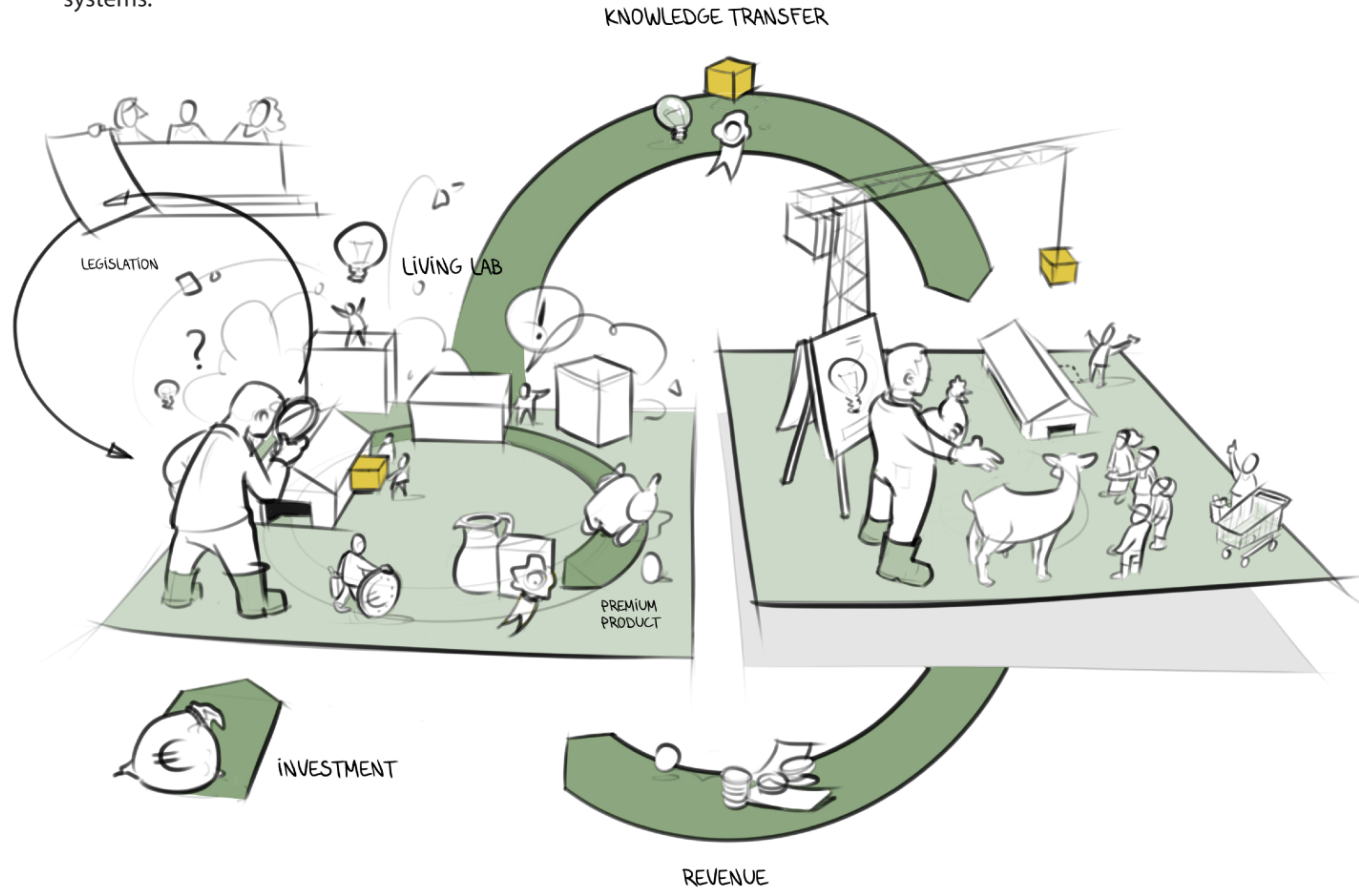 systems.
KNOWLEDGE TRANSFER
LEGISLATION
LIVING LAB
?
!
€
PREMIUM
PRODUCT
€
INVESTMENT
REVENUE